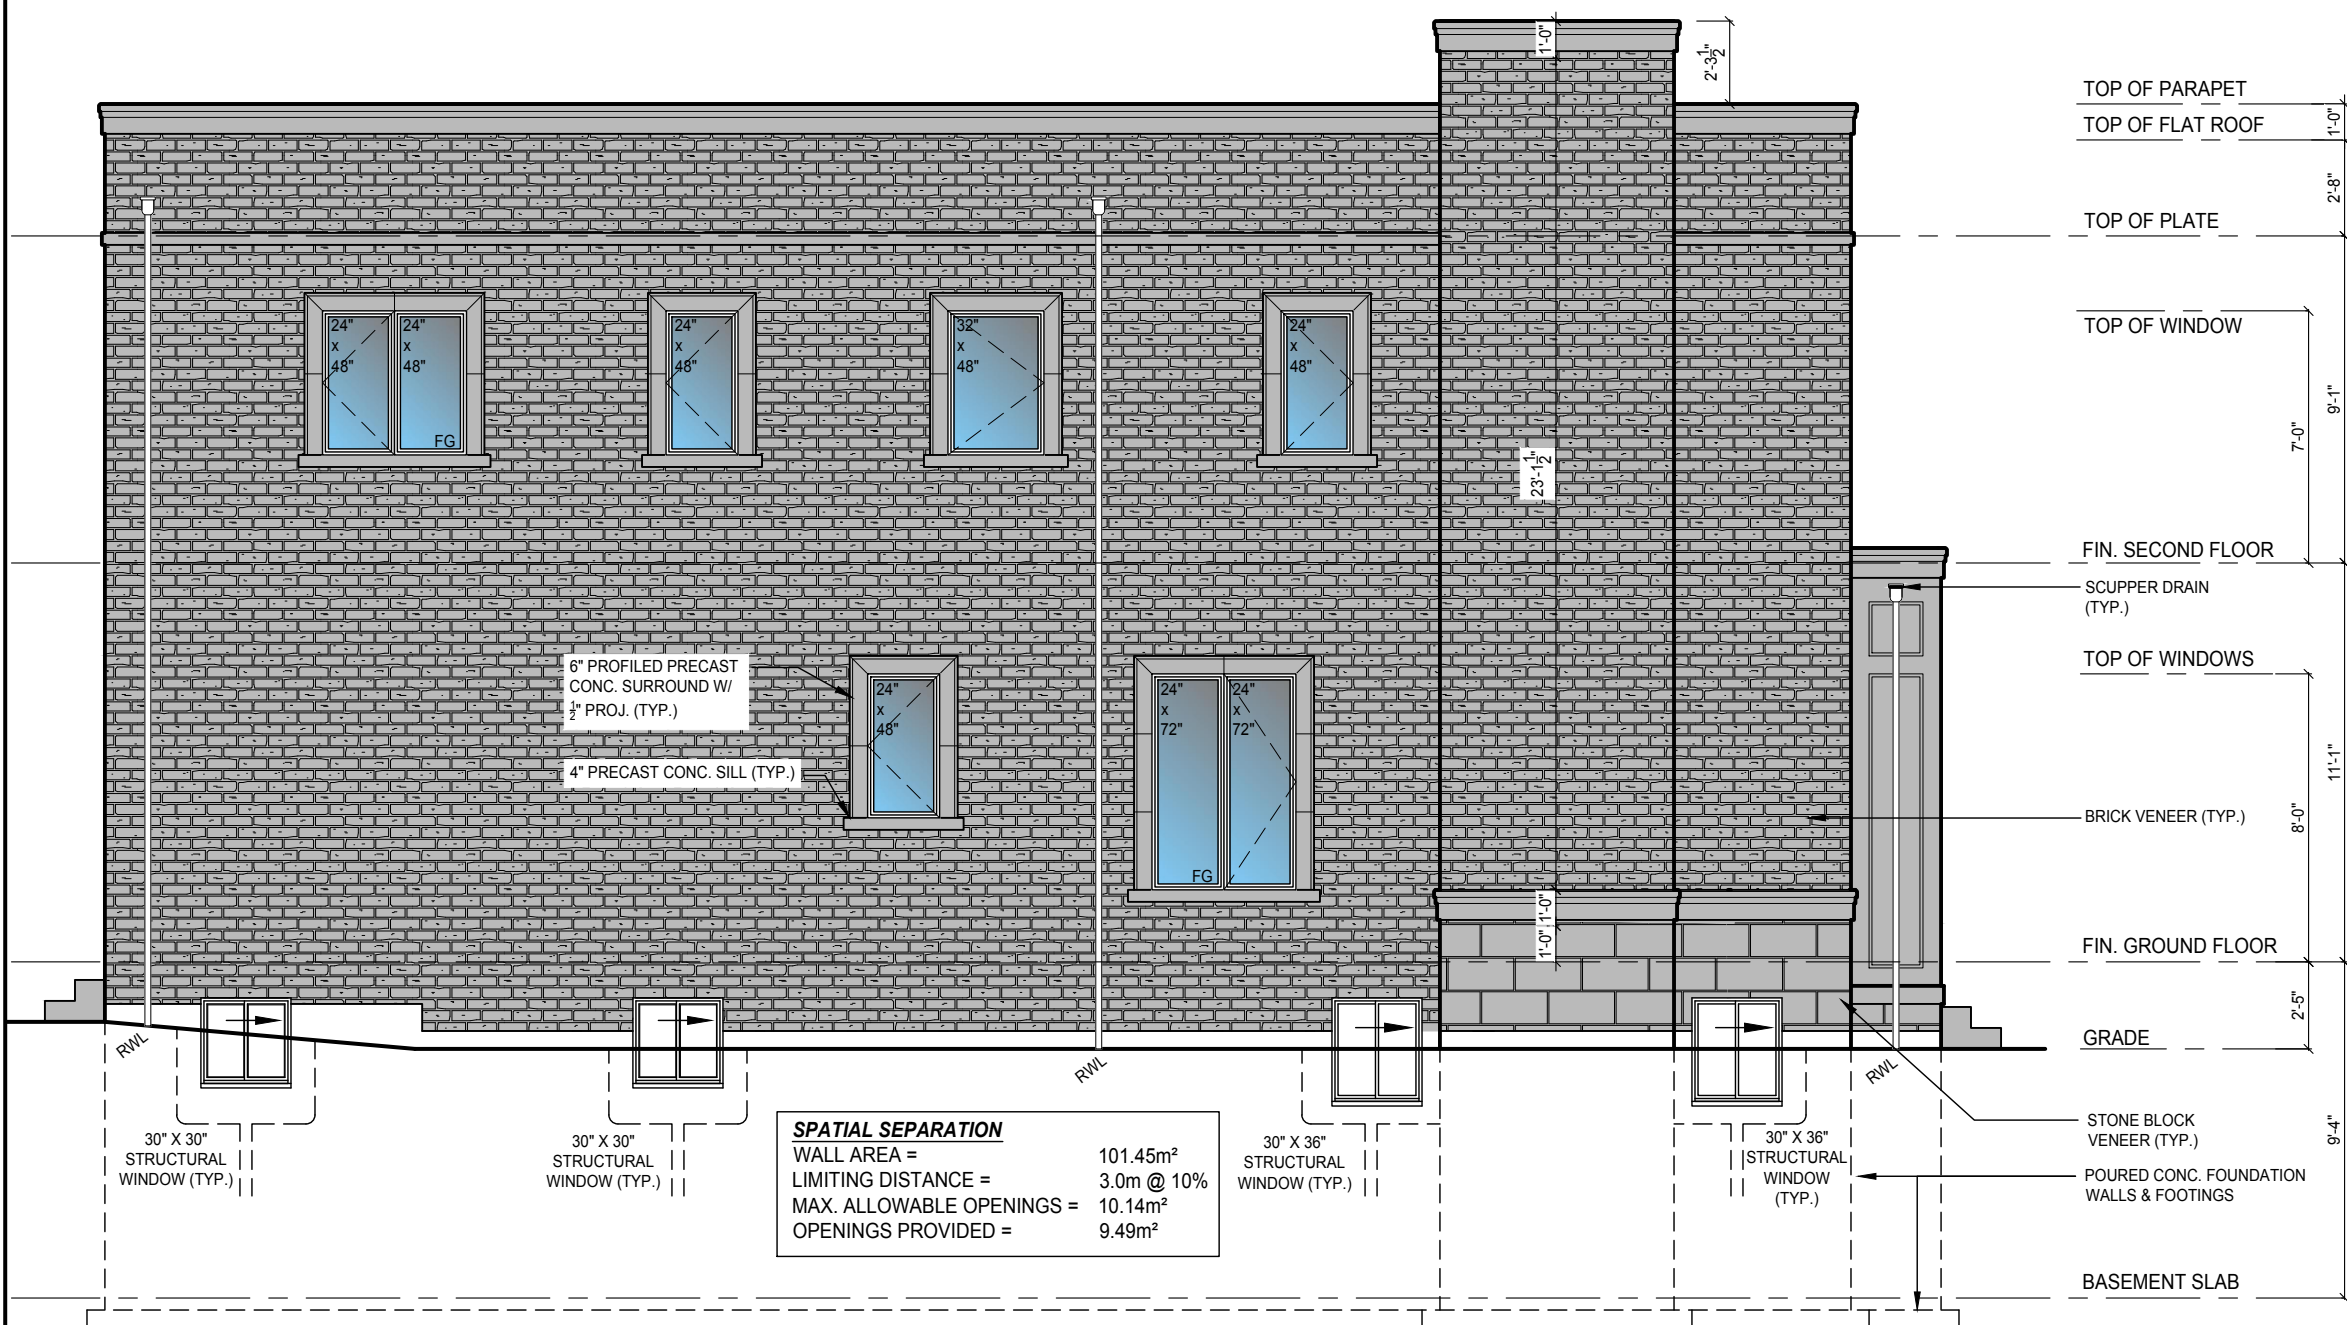 1'-0"
2'-3 1/2"
TOP OF PARAPET
1'-0"
TOP OF FLAT ROOF
2'-8"
TOP OF PLATE
TOP OF WINDOW
9'-1"
7'-0"
24"
x
48"
24"
x
48"
FG
24"
x
48"
32"
x
48"
24"
x
48"
23'-1 1/2"
FIN. SECOND FLOOR
SCUPPER DRAIN
(TYP.)
TOP OF WINDOWS
6" PROFILED PRECAST
CONC. SURROUND W/
1/2" PROJ. (TYP.)
24"
x
48"
24"
x
72"
24"
x
72"
FG
4" PRECAST CONC. SILL (TYP.)
11'-1"
8'-0"
BRICK VENEER (TYP.)
1'-0"
1'-0"
FIN. GROUND FLOOR
2'-5"
GRADE
RWL
RWL
RWL
30" X 30"
STRUCTURAL
WINDOW (TYP.)
30" X 30"
STRUCTURAL
WINDOW (TYP.)
SPATIAL SEPARATION
WALL AREA = 101.45m²
LIMITING DISTANCE = 3.0m @ 10%
MAX. ALLOWABLE OPENINGS = 10.14m²
OPENINGS PROVIDED = 9.49m²
30" X 36"
STRUCTURAL
WINDOW (TYP.)
30" X 36"
STRUCTURAL
WINDOW
(TYP.)
STONE BLOCK
VENEER (TYP.)
9'-4"
POURED CONC. FOUNDATION
WALLS & FOOTINGS
BASEMENT SLAB